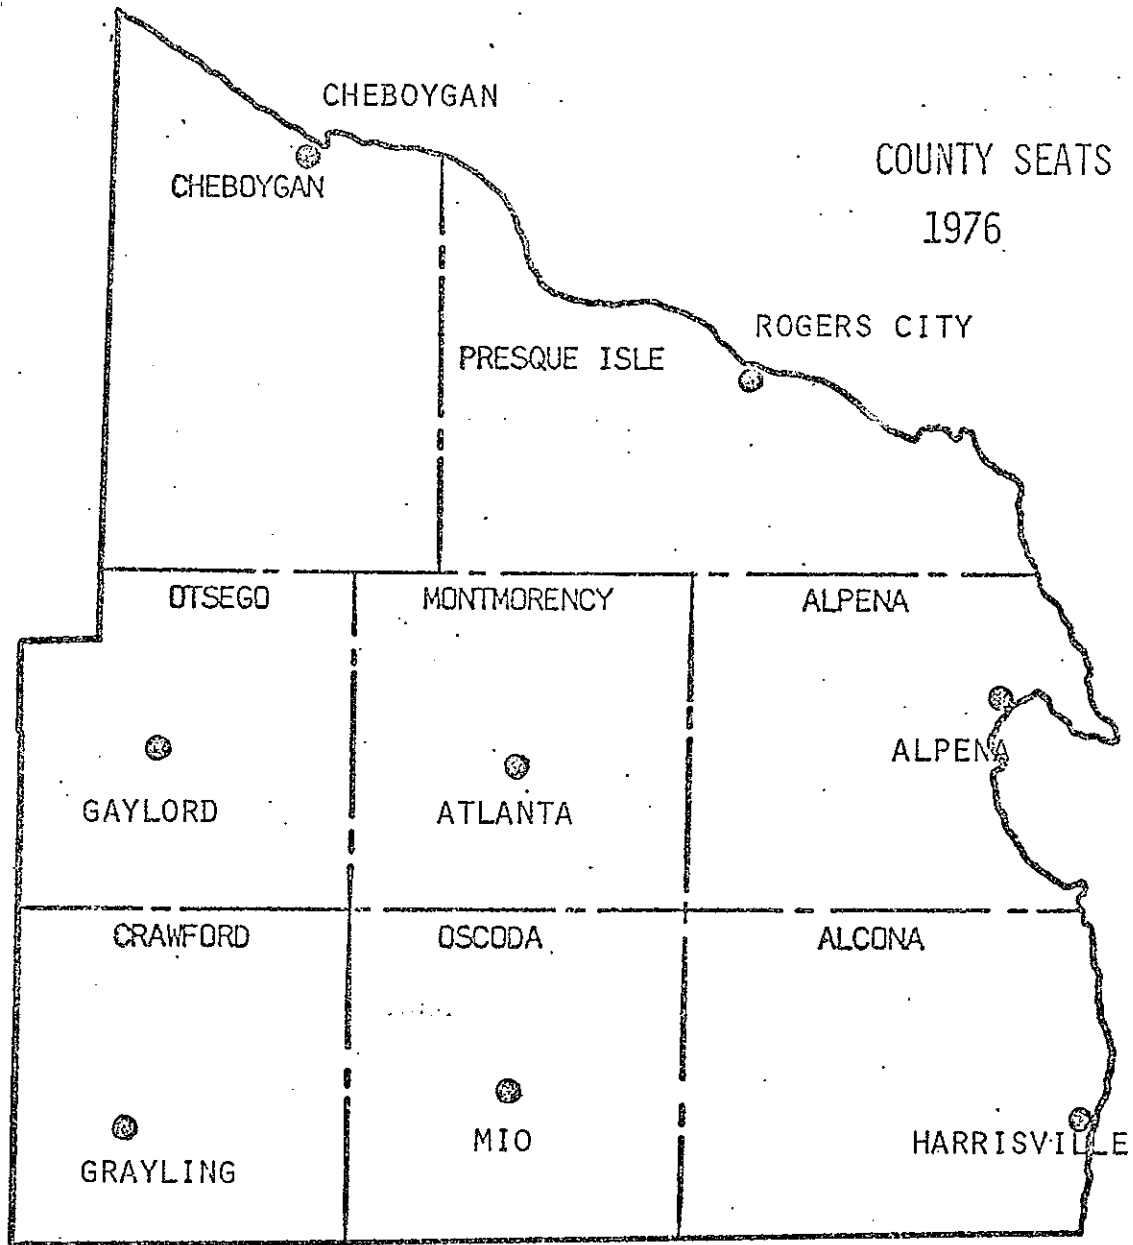 CHEBOYGAN
COUNTY SEATS
1976
CHEBOYGAN
ROGERS CITY
PRESQUE ISLE
OTSEGO
MONTMORENCY
ALPENA
ALPENA
GAYLORD
ATLANTA
CRAWFORD
OSCODA
ALCONA
MIO
HARRISVILLE
GRAYLING